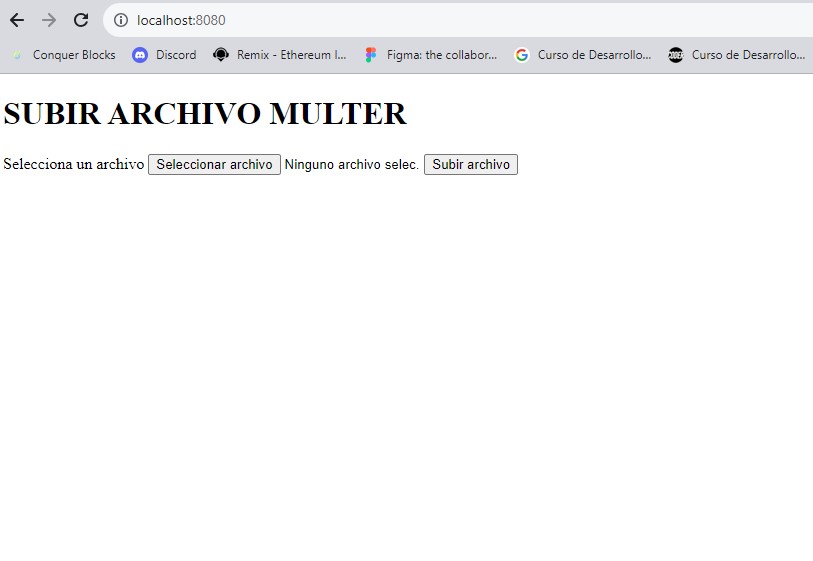 localhost:8080
Conquer Blocks Discord Remix - Ethereum I... Figma: the collabor... Curso de Desarrollo... Curso de Desarrollo...
SUBIR ARCHIVO MULTER
Selecciona un archivo Seleccionar archivo Ninguno archivo selec. Subir archivo